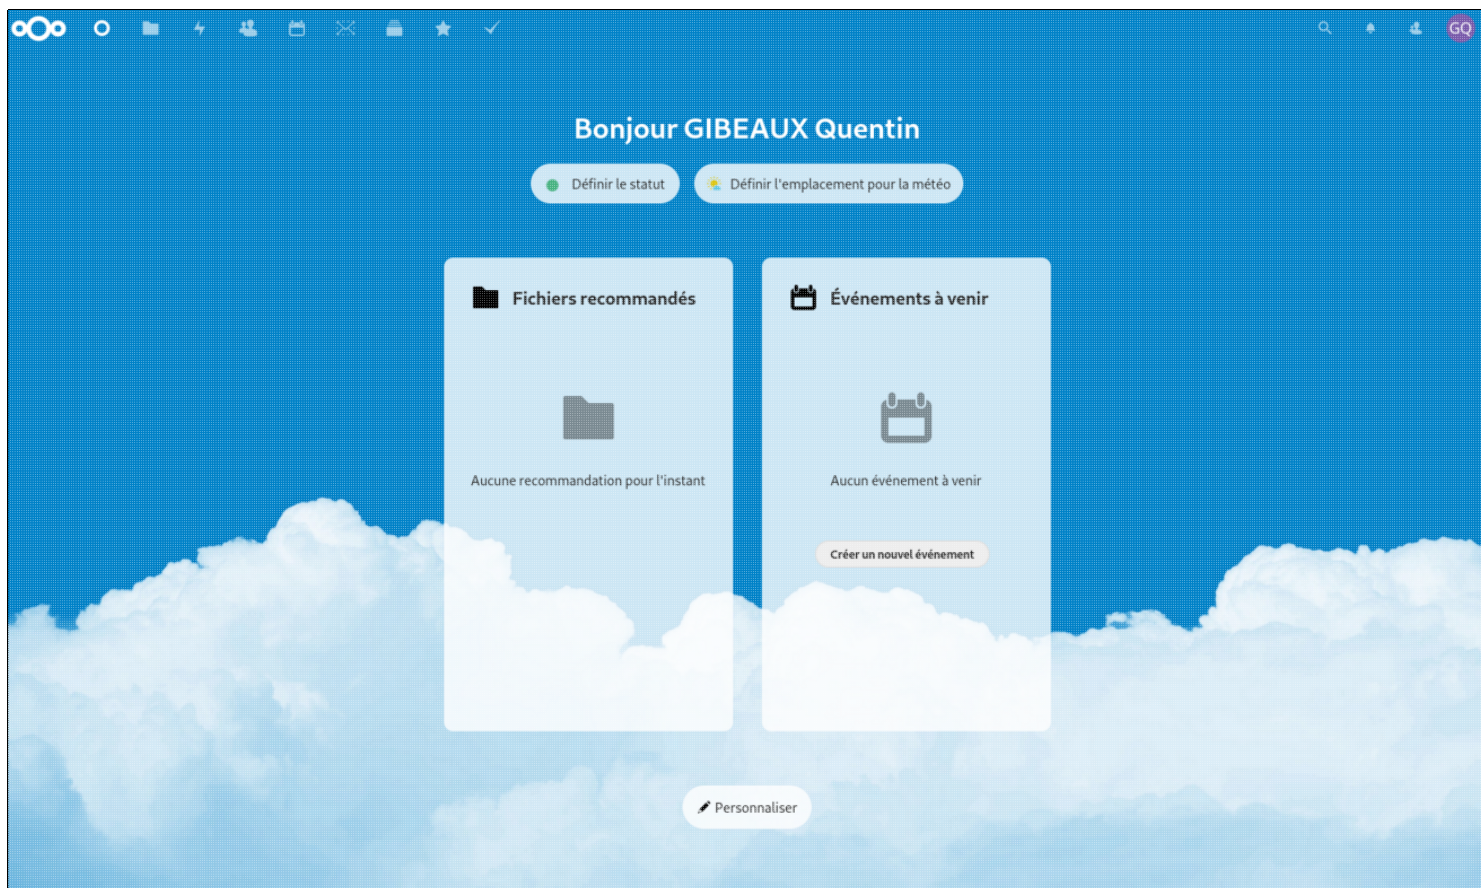 GQ
Bonjour GIBEAUX Quentin
Définir le statut
Définir l'emplacement pour la météo
Fichiers recommandés
Aucune recommandation pour l'instant
Événements à venir
Aucun événement à venir
Créer un nouvel événement
Personnaliser